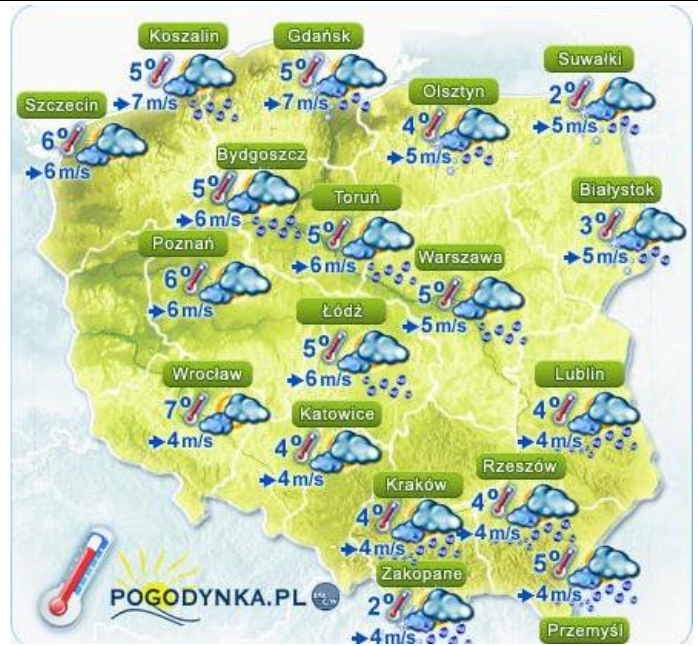 Koszalin
5°
7 m/s
Gdańsk
5°
7 m/s
Suwałki
2°
5 m/s
Szczecin
6°
6 m/s
Olsztyn
4°
5 m/s
Bydgoszcz
5°
6 m/s
Toruń
5°
6 m/s
Białystok
3°
5 m/s
Poznań
6°
6 m/s
Warszawa
5°
5 m/s
Łódź
5°
6 m/s
Wrocław
7°
4 m/s
Katowice
4°
4 m/s
Lublin
4°
4 m/s
Kraków
4°
4 m/s
Rzeszów
4°
4 m/s
Zakopane
2°
4 m/s
5°
4 m/s
Przemyśl
POGODYNKA.PL